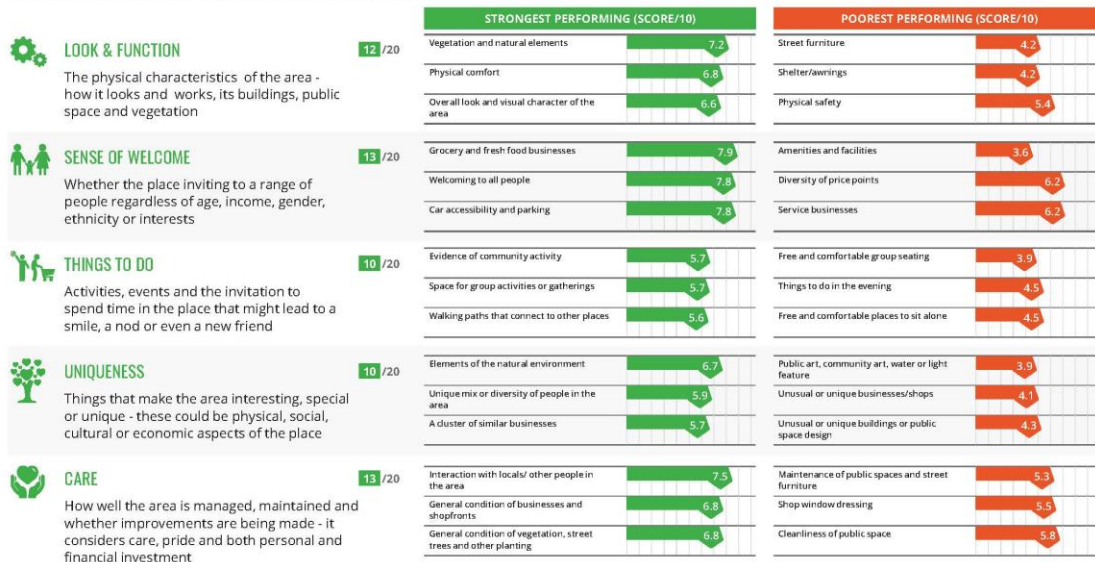 STRONGEST PERFORMING (SCORE/10)
POOREST PERFORMING (SCORE/10)
LOOK & FUNCTION
12 /20
The physical characteristics of the area -
how it looks and works, its buildings, public
space and vegetation
Vegetation and natural elements
7.2
Physical comfort
6.8
Overall look and visual character of the
area
6.6
Street furniture
4.2
Shelter/awnings
4.2
Physical safety
5.4
SENSE OF WELCOME
13 /20
Whether the place inviting to a range of
people regardless of age, income, gender,
ethnicity or interests
Grocery and fresh food businesses
7.9
Welcoming to all people
7.8
Car accessibility and parking
7.8
Amenities and facilities
3.6
Diversity of price points
6.2
Service businesses
6.2
THINGS TO DO
10 /20
Activities, events and the invitation to
spend time in the place that might lead to a
smile, a nod or even a new friend
Evidence of community activity
5.7
Space for group activities or gatherings
5.7
Walking paths that connect to other places
5.6
Free and comfortable group seating
3.9
Things to do in the evening
4.5
Free and comfortable places to sit alone
4.5
UNIQUENESS
10 /20
Things that make the area interesting, special
or unique - these could be physical, social,
cultural or economic aspects of the place
Elements of the natural environment
6.7
Unique mix or diversity of people in the
area
5.9
A cluster of similar businesses
5.7
Public art, community art, water or light
feature
3.9
Unusual or unique businesses/shops
4.1
Unusual or unique buildings or public
space design
4.3
CARE
13 /20
How well the area is managed, maintained and
whether improvements are being made - it
considers care, pride and both personal and
financial investment
Interaction with locals/ other people in
the area
7.5
General condition of businesses and
shopfronts
6.8
General condition of vegetation, street
trees and other planting
6.8
Maintenance of public spaces and street
furniture
5.3
Shop window dressing
5.5
Cleanliness of public space
5.8